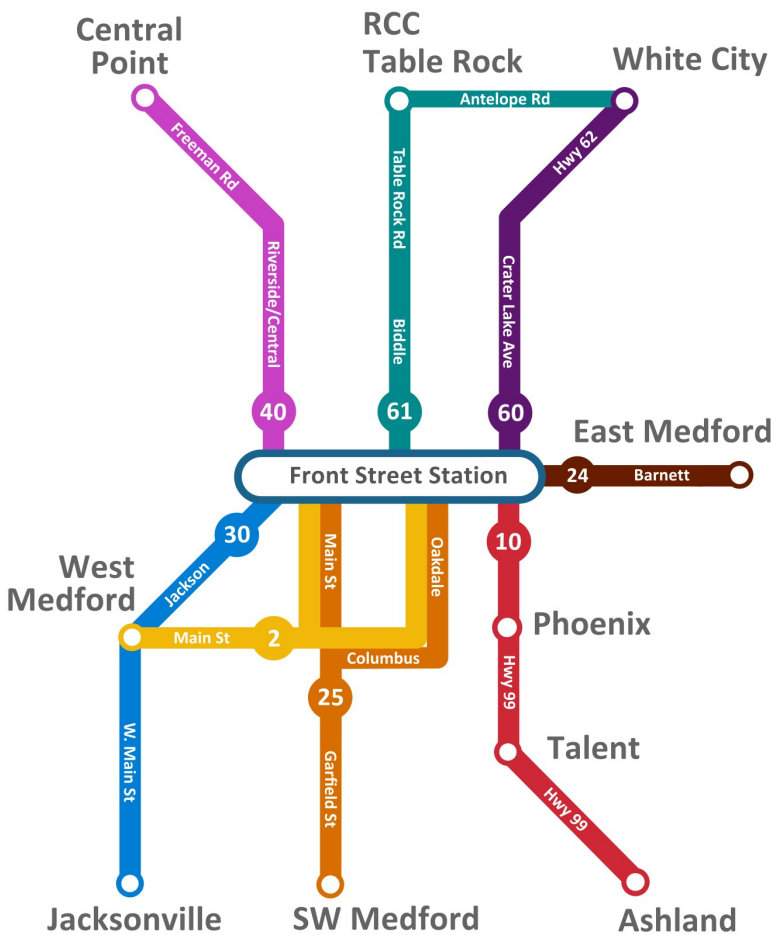 Central
Point
RCC
Table Rock
White City
Antelope Rd
Freeman Rd
Hwy 62
Table Rock Rd
Riverside/Central
Crater Lake Ave
Biddle
40
61
60
East Medford
Front Street Station
24
Barnett
30
Main St
Oakdale
10
West
Medford
Jackson
Phoenix
Main St
2
Columbus
Hwy 99
25
W. Main St
Garfield St
Talent
Hwy 99
Jacksonville
SW Medford
Ashland